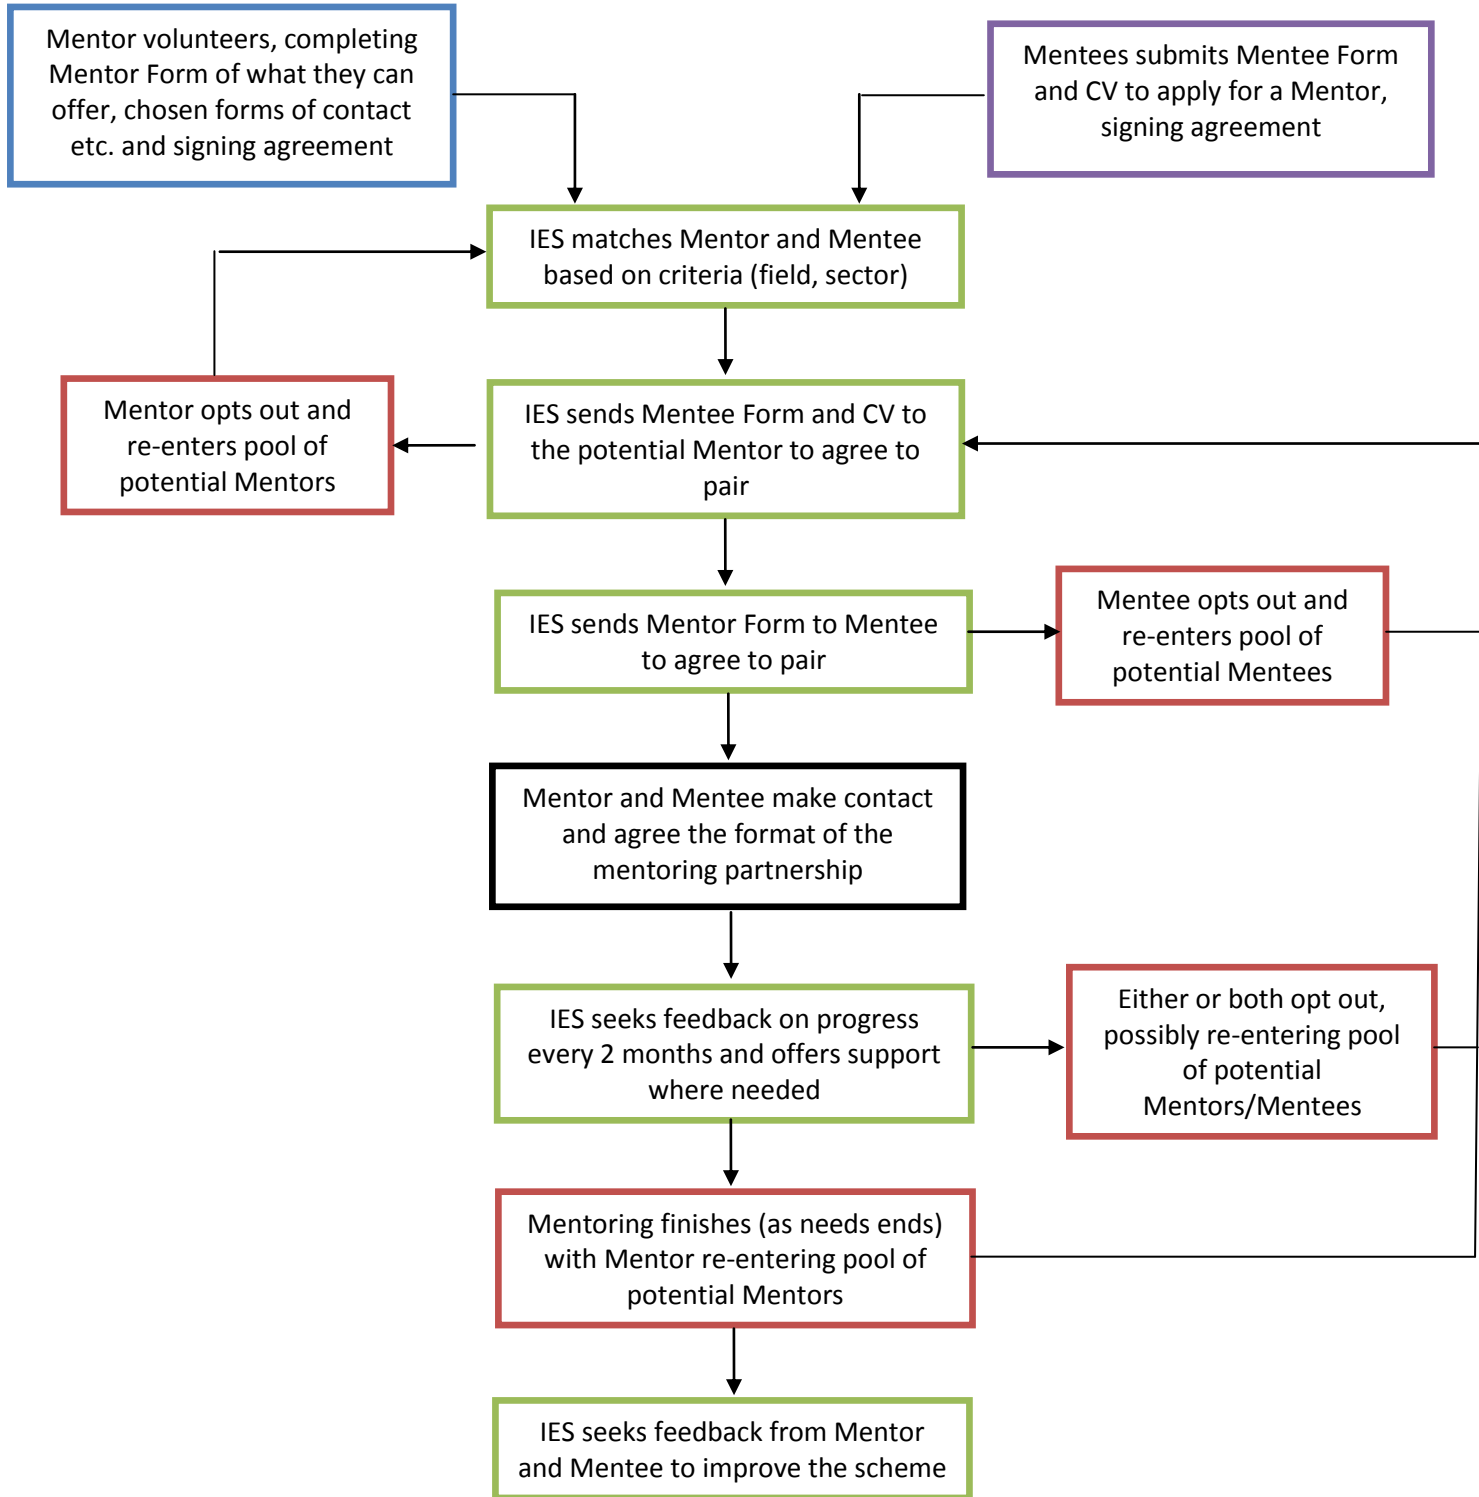 Mentor volunteers, completing
Mentor Form of what they can
offer, chosen forms of contact
etc. and signing agreement
Mentees submits Mentee Form
and CV to apply for a Mentor,
signing agreement
IES matches Mentor and Mentee
based on criteria (field, sector)
Mentor opts out and
re-enters pool of
potential Mentors
IES sends Mentee Form and CV to
the potential Mentor to agree to
pair
IES sends Mentor Form to Mentee
to agree to pair
Mentee opts out and
re-enters pool of
potential Mentees
Mentor and Mentee make contact
and agree the format of the
mentoring partnership
IES seeks feedback on progress
every 2 months and offers support
where needed
Either or both opt out,
possibly re-entering pool
of potential
Mentors/Mentees
Mentoring finishes (as needs ends)
with Mentor re-entering pool of
potential Mentors
IES seeks feedback from Mentor
and Mentee to improve the scheme